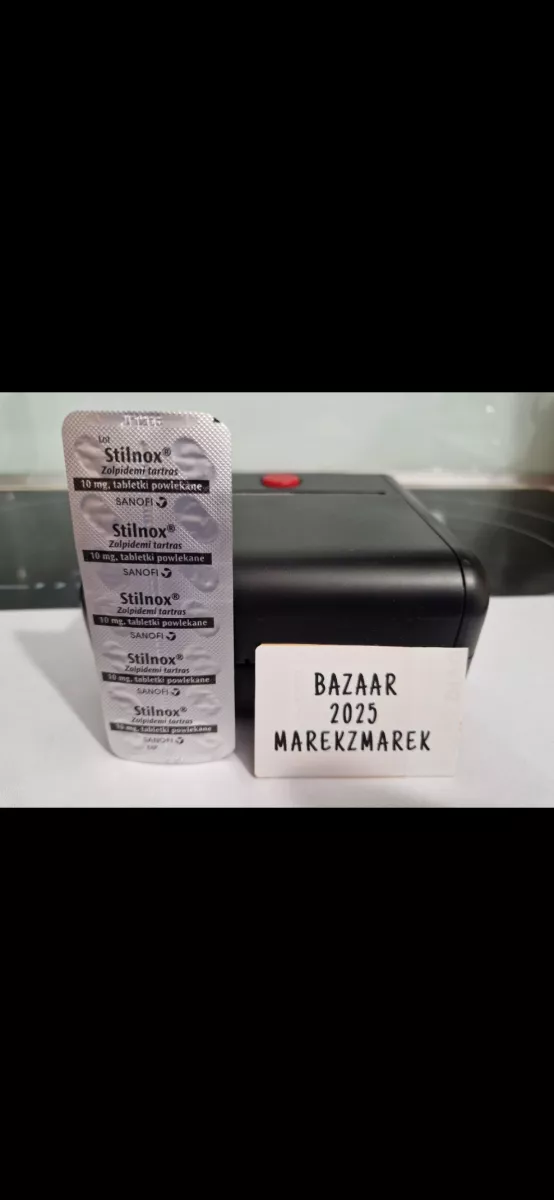 Lot
Stilnox®
Zolpidemi tartras
10 mg, tabletki powlekane
SANOFI
Stilnox®
Zolpidemi tartras
10 mg, tabletki powlekane
SANOFI
Stilnox®
Zolpidemi tartras
10 mg, tabletki powlekane
SANOFI
Stilnox®
Zolpidemi tartras
10 mg, tabletki powlekane
SANOFI
Stilnox®
Zolpidemi tartras
10 mg, tabletki powlekane
SANOFI
BAZAAR
2025
MAREKZMAREK